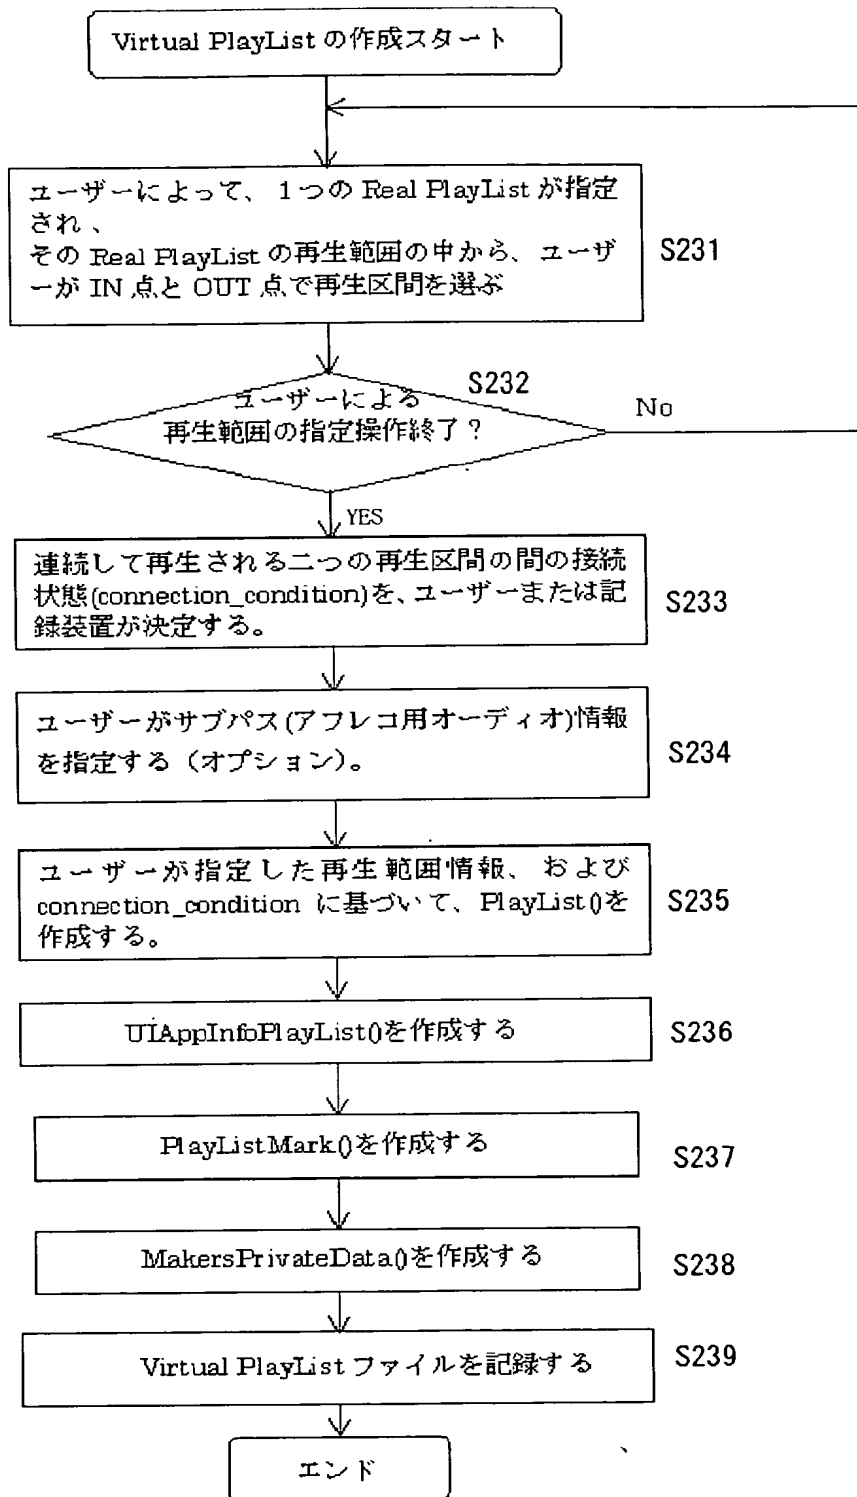 Virtual PlayList の作成スタート
ユーザーによって、1つの Real PlayList が指定
され、
その Real PlayList の再生範囲の中から、ユーザ
ーが IN 点と OUT 点で再生区間を選ぶ
S231
S232
ユーザーによる
再生範囲の指定操作終了？
No
YES
連続して再生される二つの再生区間の間の接続
状態(connection_condition)を、ユーザーまたは記
録装置が決定する。
S233
ユーザーがサブパス(アフレコ用オーディオ)情報
を指定する（オプション）。
S234
ユーザーが指定した再生範囲情報、および
connection_condition に基づいて、PlayList()を
作成する。
S235
UIAppInfoPlayList()を作成する
S236
PlayListMark()を作成する
S237
MakersPrivateData()を作成する
S238
Virtual PlayList ファイルを記録する
S239
エンド